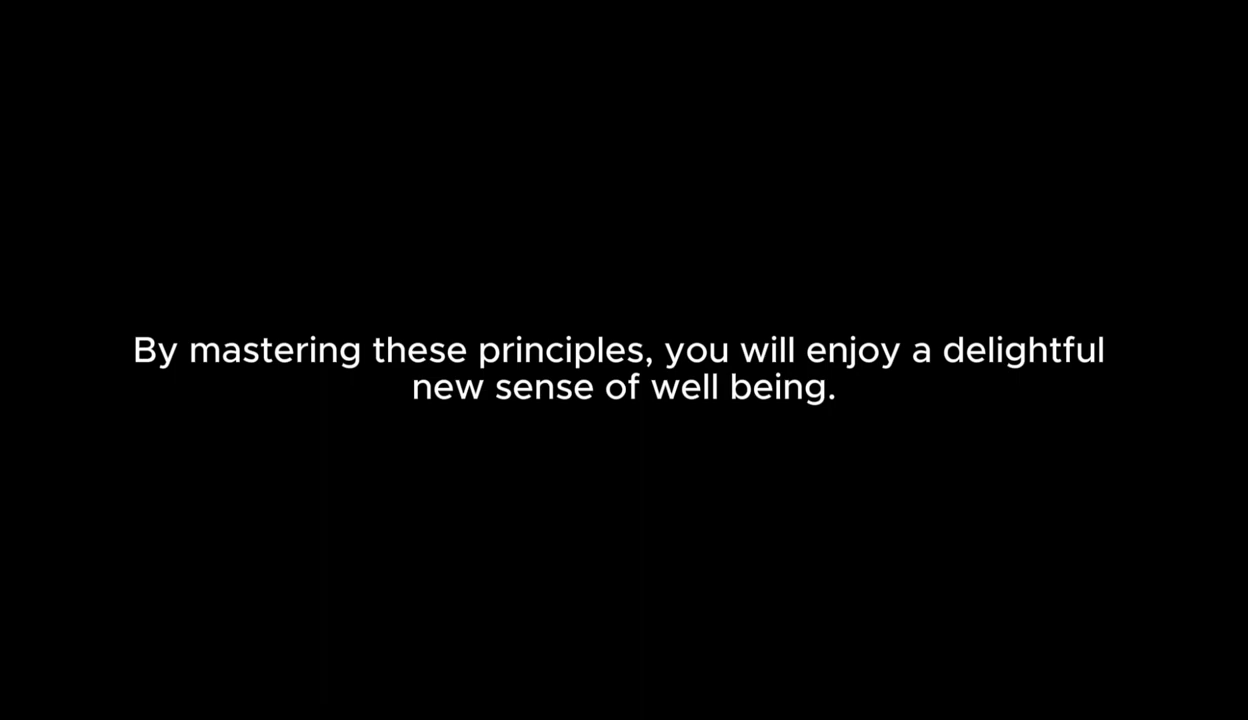 By mastering these principles, you will enjoy a delightful
new sense of well being.